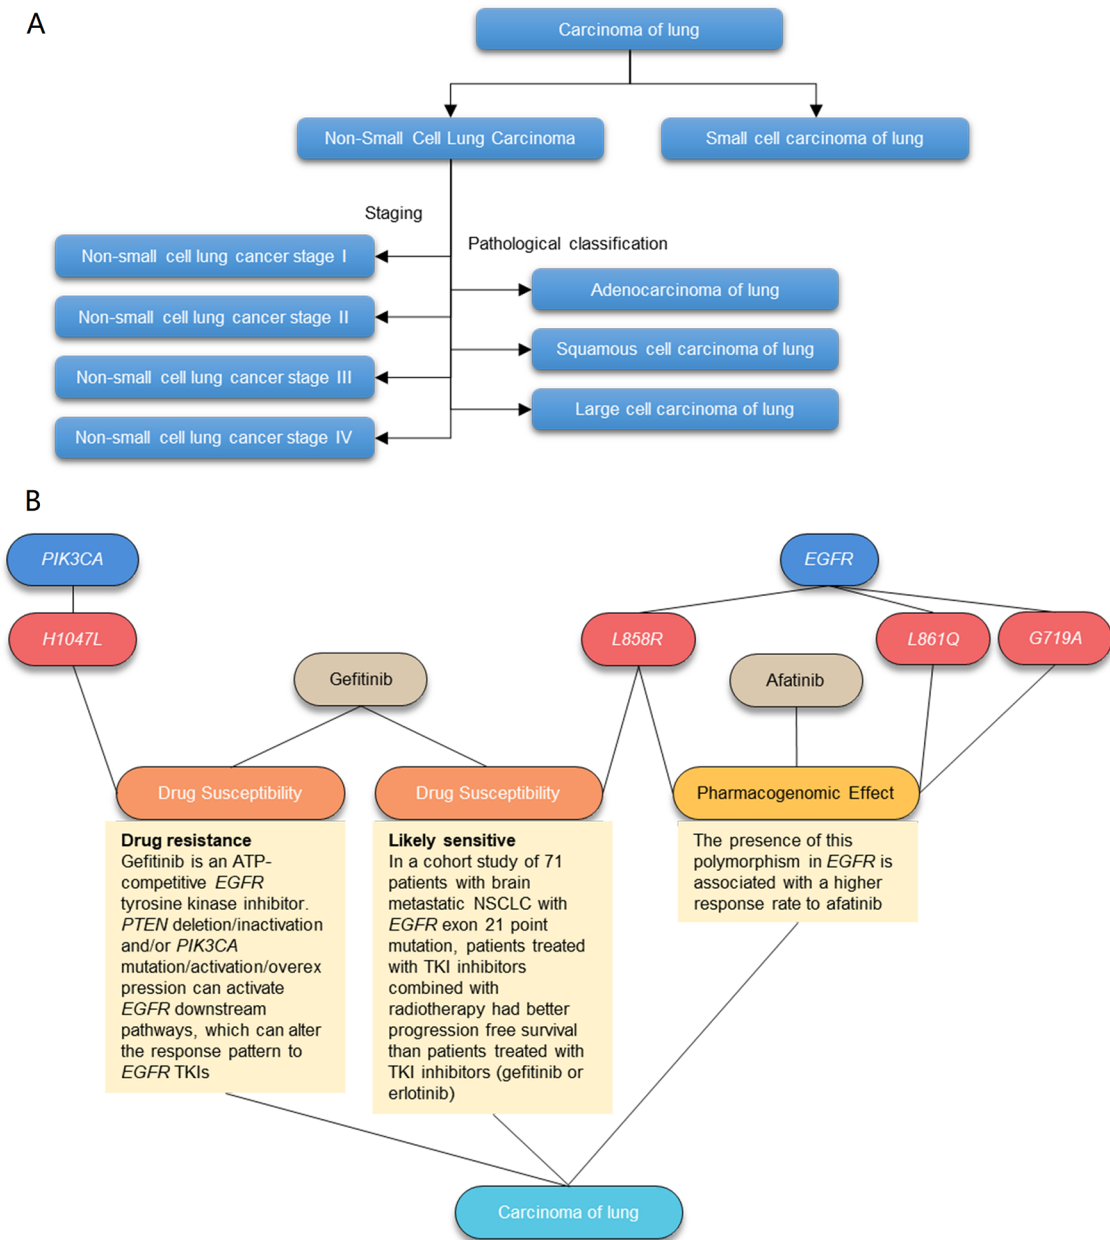 A
Carcinoma of lung
Non-Small Cell Lung Carcinoma
Small cell carcinoma of lung
Staging
Pathological classification
Non-small cell lung cancer stage I
Adenocarcinoma of lung
Non-small cell lung cancer stage II
Squamous cell carcinoma of lung
Non-small cell lung cancer stage III
Large cell carcinoma of lung
Non-small cell lung cancer stage IV
B
PIK3CA
EGFR
H1047L
L858R
L861Q
G719A
Gefitinib
Afatinib
Drug Susceptibility
Drug Susceptibility
Pharmacogenomic Effect
Drug resistance
Gefitinib is an ATP-
competitive EGFR
tyrosine kinase inhibitor.
PTEN deletion/inactivation
and/or PIK3CA
mutation/activation/overex
pression can activate
EGFR downstream
pathways, which can alter
the response pattern to
EGFR TKIs
Likely sensitive
In a cohort study of 71
patients with brain
metastatic NSCLC with
EGFR exon 21 point
mutation, patients treated
with TKI inhibitors
combined with
radiotherapy had better
progression free survival
than patients treated with
TKI inhibitors (gefitinib or
erlotinib)
The presence of this
polymorphism in EGFR is
associated with a higher
response rate to afatinib
Carcinoma of lung